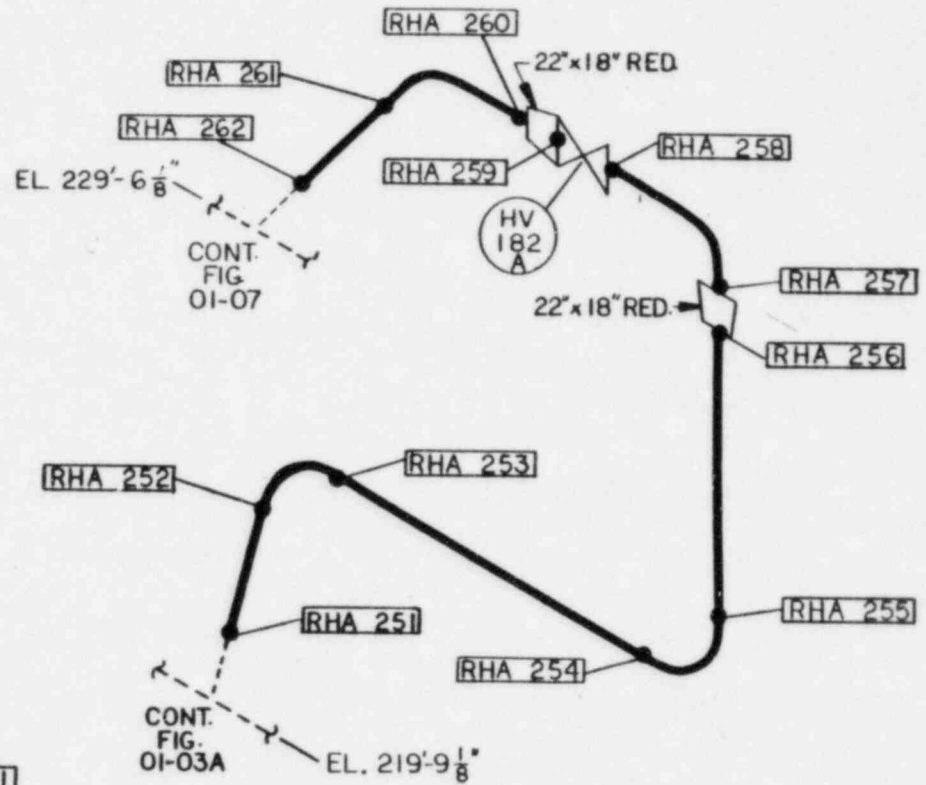 RHA 260
22"x18" RED.
RHA 261
RHA 262
RHA 259
RHA 258
EL 229'-6 1/8"
HV
182
A
CONT.
FIG
01-07
RHA 257
22"x18" RED.
RHA 256
RHA 253
RHA 252
RHA 251
RHA 255
RHA 254
CONT.
FIG.
01-03A
EL. 219'-9 1/8"